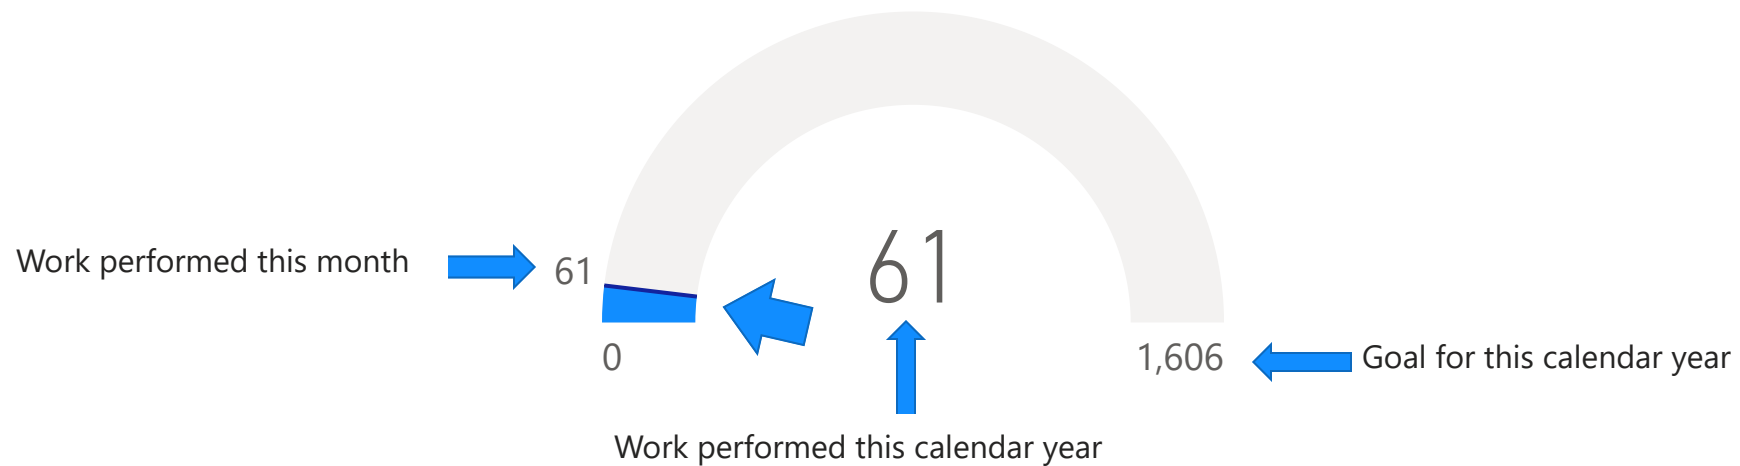 Work performed this month
61
61
0
1,606
Goal for this calendar year
Work performed this calendar year